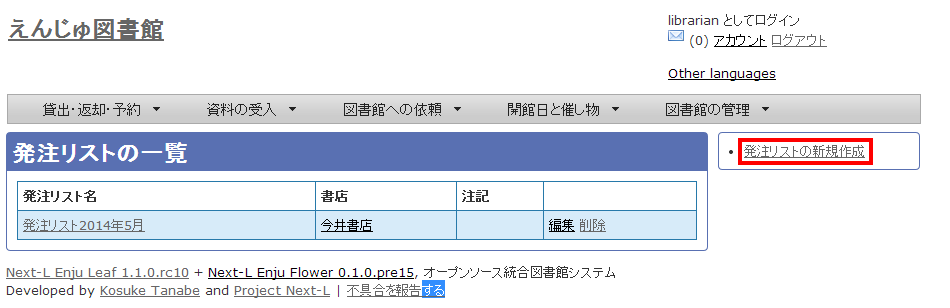 えんじゅ図書館
librarian としてログイン
(0) アカウント ログアウト
Other languages
貸出・返却・予約 資料の受入 図書館への依頼 開館日と催し物 図書館の管理
発注リストの一覧
• 発注リストの新規作成
発注リスト名 書店 注記
発注リスト2014年5月 今井書店 編集 削除
Next-L Enju Leaf 1.1.0.rc10 + Next-L Enju Flower 0.1.0.pre15, オープンソース統合図書館システム
Developed by Kosuke Tanabe and Project Next-L | 不具合を報告する